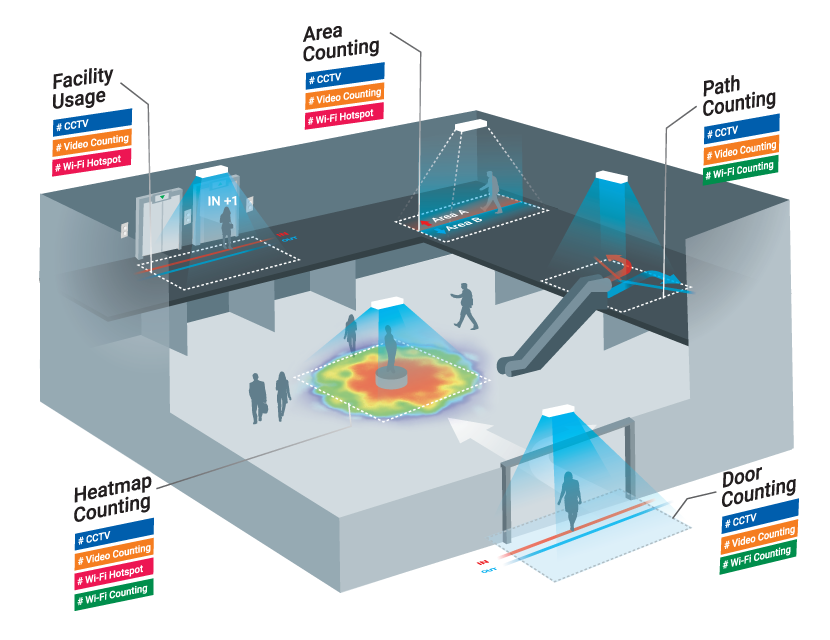 Area
Counting
# CCTV
# Video Counting
# Wi-Fi Hotspot
Facility
Usage
# CCTV
# Video Counting
# Wi-Fi Hotspot
Path
Counting
# CCTV
# Video Counting
# Wi-Fi Counting
IN +1
IN
OUT
Area A
Area B
Heatmap
Counting
# CCTV
# Video Counting
# Wi-Fi Hotspot
# Wi-Fi Counting
Door
Counting
# CCTV
# Video Counting
# Wi-Fi Counting
IN
OUT